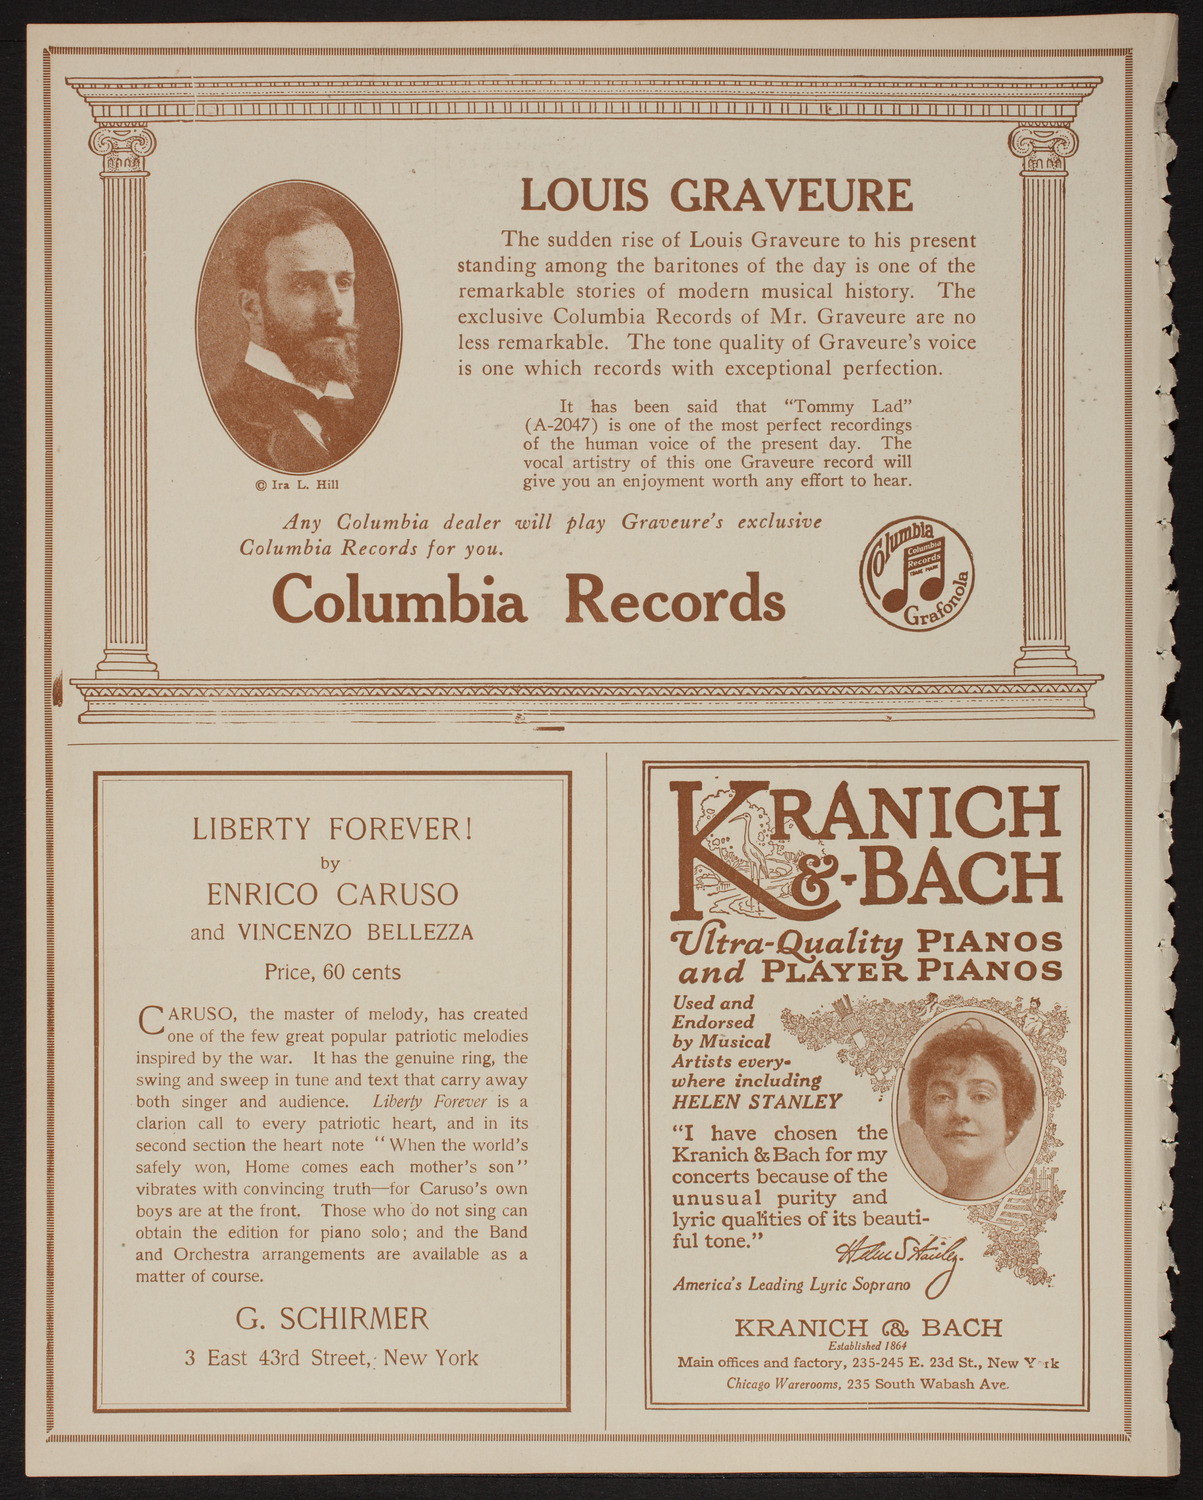 LOUIS GRAVEURE
The sudden rise of Louis Graveure to his present
standing among the baritones of the day is one of the
remarkable stories of modern musical history. The
exclusive Columbia Records of Mr. Graveure are no
less remarkable. The tone quality of Graveure's voice
is one which records with exceptional perfection.
It has been said that "Tommy Lad"
(A-2047) is one of the most perfect recordings
of the human voice of the present day. The
vocal artistry of this one Graveure record will
give you an enjoyment worth any effort to hear.
© Ira L. Hill
Any Columbia dealer will play Graveure's exclusive
Columbia Records for you.
Columbia Records
Columbia
Columbia
Records
TRADE MARK
Grafonola
LIBERTY FOREVER!
by
ENRICO CARUSO
and VINCENZO BELLEZZA
Price, 60 cents
CARUSO, the master of melody, has created
one of the few great popular patriotic melodies
inspired by the war. It has the genuine ring, the
swing and sweep in tune and text that carry away
both singer and audience. Liberty Forever is a
clarion call to every patriotic heart, and in its
second section the heart note "When the world's
safely won, Home comes each mother's son"
vibrates with convincing truth—for Caruso's own
boys are at the front. Those who do not sing can
obtain the edition for piano solo; and the Band
and Orchestra arrangements are available as a
matter of course.
G. SCHIRMER
3 East 43rd Street, New York
KRANICH
&-BACH
Ultra-Quality PIANOS
and PLAYER PIANOS
Used and
Endorsed
by Musical
Artists every-
where including
HELEN STANLEY
"I have chosen the
Kranich & Bach for my
concerts because of the
unusual purity and
lyric qualities of its beauti-
ful tone."
Helen Stanley.
America's Leading Lyric Soprano
KRANICH & BACH
Established 1864
Main offices and factory, 235-245 E. 23d St., New Y rk
Chicago Warerooms, 235 South Wabash Ave.